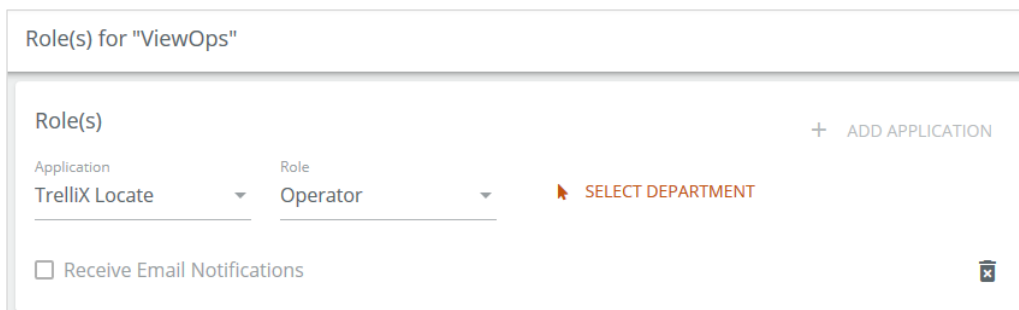 Role(s) for "ViewOps"
Role(s)
+ ADD APPLICATION
Application
Role
TrelliX Locate
Operator
SELECT DEPARTMENT
Receive Email Notifications